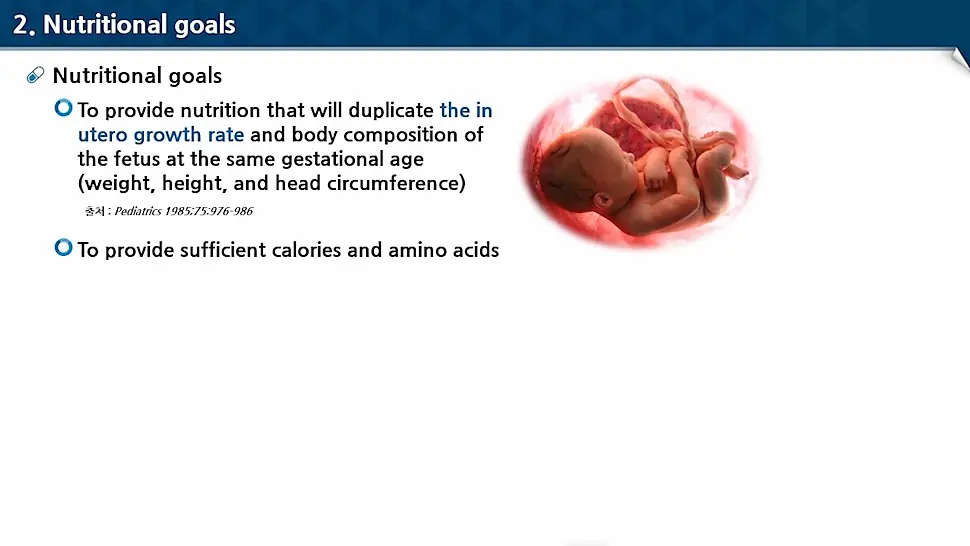 2. Nutritional goals
Nutritional goals
To provide nutrition that will duplicate the in
utero growth rate and body composition of
the fetus at the same gestational age
(weight, height, and head circumference)
출처 : Pediatrics 1985;75:976-986
To provide sufficient calories and amino acids